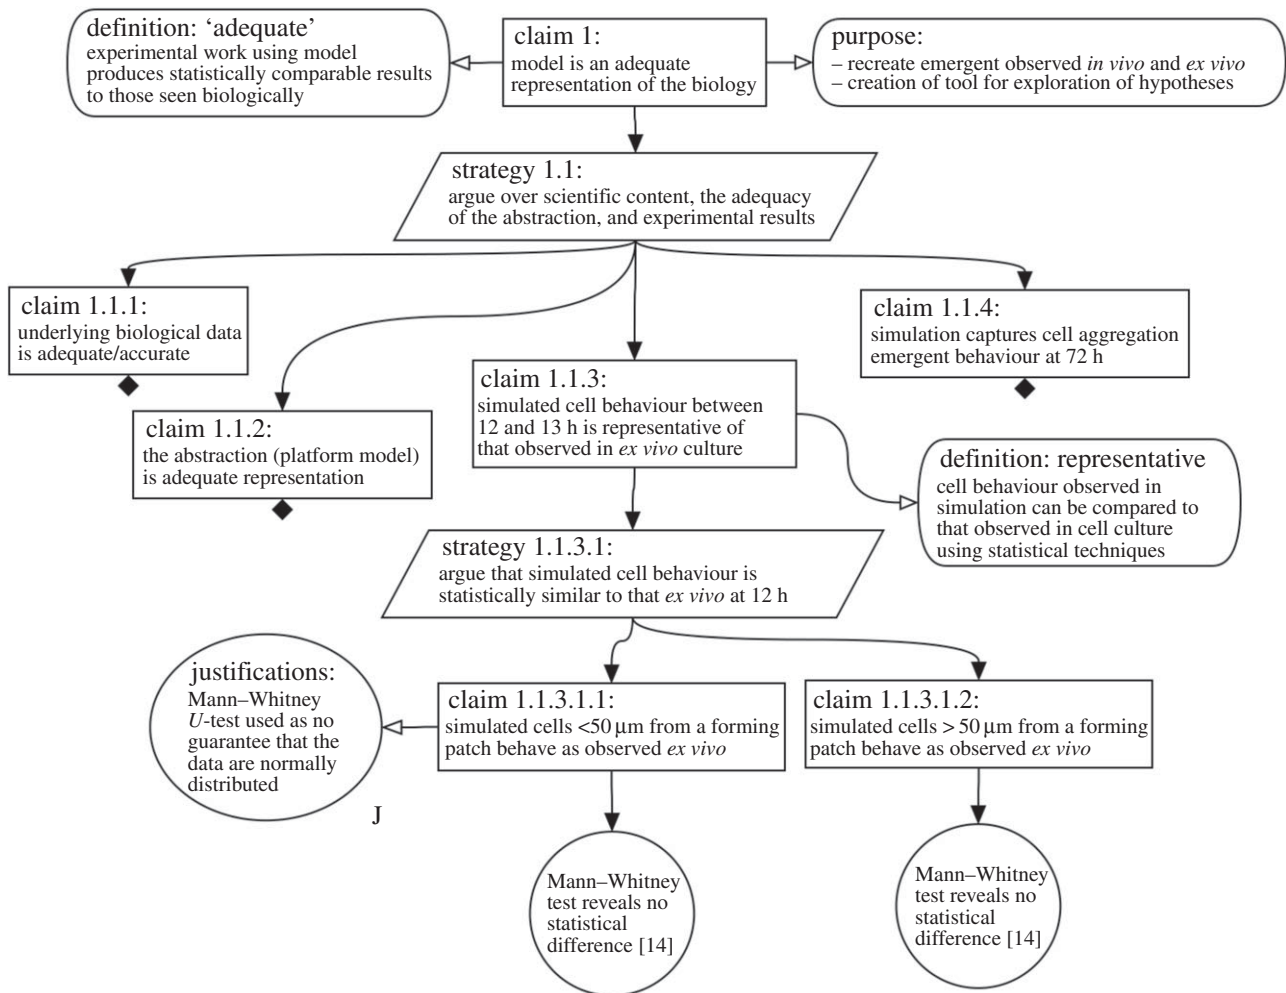 definition: ‘adequate’
experimental work using model
produces statistically comparable results
to those seen biologically
claim 1:
model is an adequate
representation of the biology
purpose:
– recreate emergent observed in vivo and ex vivo
– creation of tool for exploration of hypotheses
strategy 1.1:
argue over scientific content, the adequacy
of the abstraction, and experimental results
claim 1.1.1:
underlying biological data
is adequate/accurate
claim 1.1.2:
the abstraction (platform model)
is adequate representation
claim 1.1.3:
simulated cell behaviour between
12 and 13 h is representative of
that observed in ex vivo culture
claim 1.1.4:
simulation captures cell aggregation
emergent behaviour at 72 h
definition: representative
cell behaviour observed in
simulation can be compared to
that observed in cell culture
using statistical techniques
strategy 1.1.3.1:
argue that simulated cell behaviour is
statistically similar to that ex vivo at 12 h
justifications:
Mann–Whitney
U-test used as no
guarantee that the
data are normally
distributed
J
claim 1.1.3.1.1:
simulated cells <50 μm from a forming
patch behave as observed ex vivo
claim 1.1.3.1.2:
simulated cells > 50 μm from a forming
patch behave as observed ex vivo
Mann–Whitney
test reveals no
statistical
difference [14]
Mann–Whitney
test reveals no
statistical
difference [14]